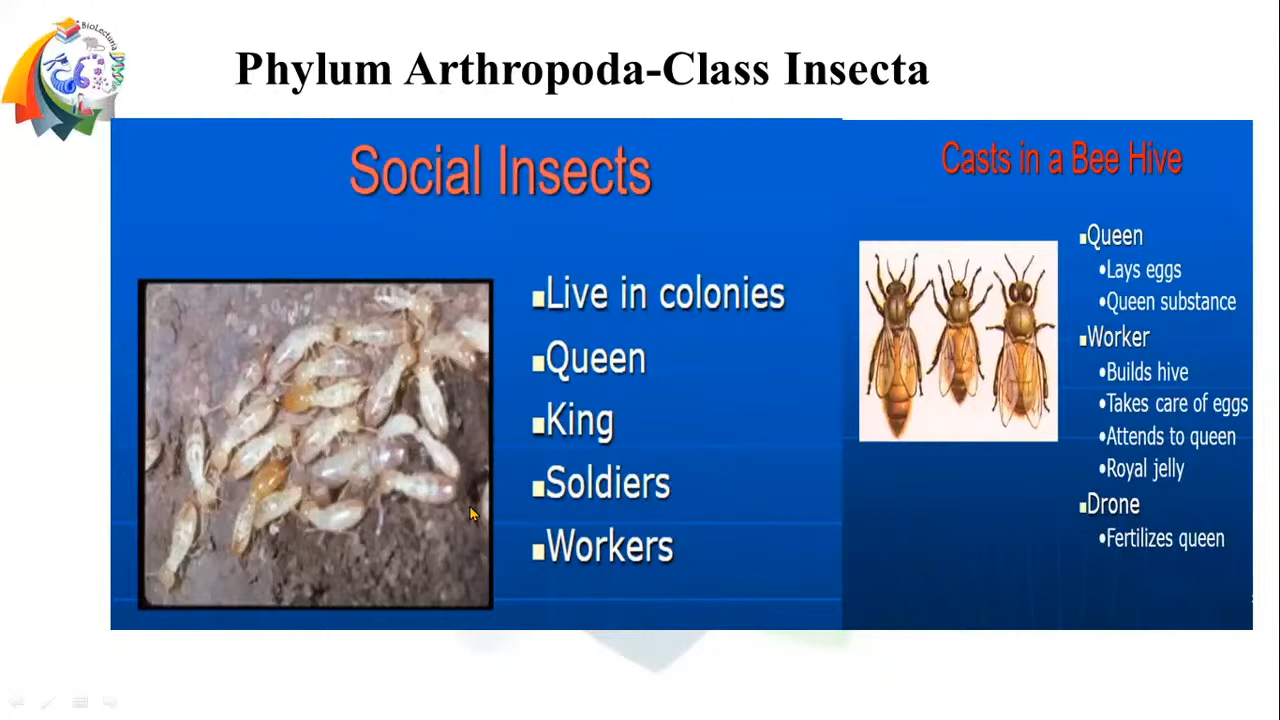 BioLecturia
Phylum Arthropoda-Class Insecta
Social Insects
▪Live in colonies
▪Queen
▪King
▪Soldiers
▪Workers
Casts in a Bee Hive
▪Queen
•Lays eggs
•Queen substance
▪Worker
•Builds hive
•Takes care of eggs
•Attends to queen
•Royal jelly
▪Drone
•Fertilizes queen